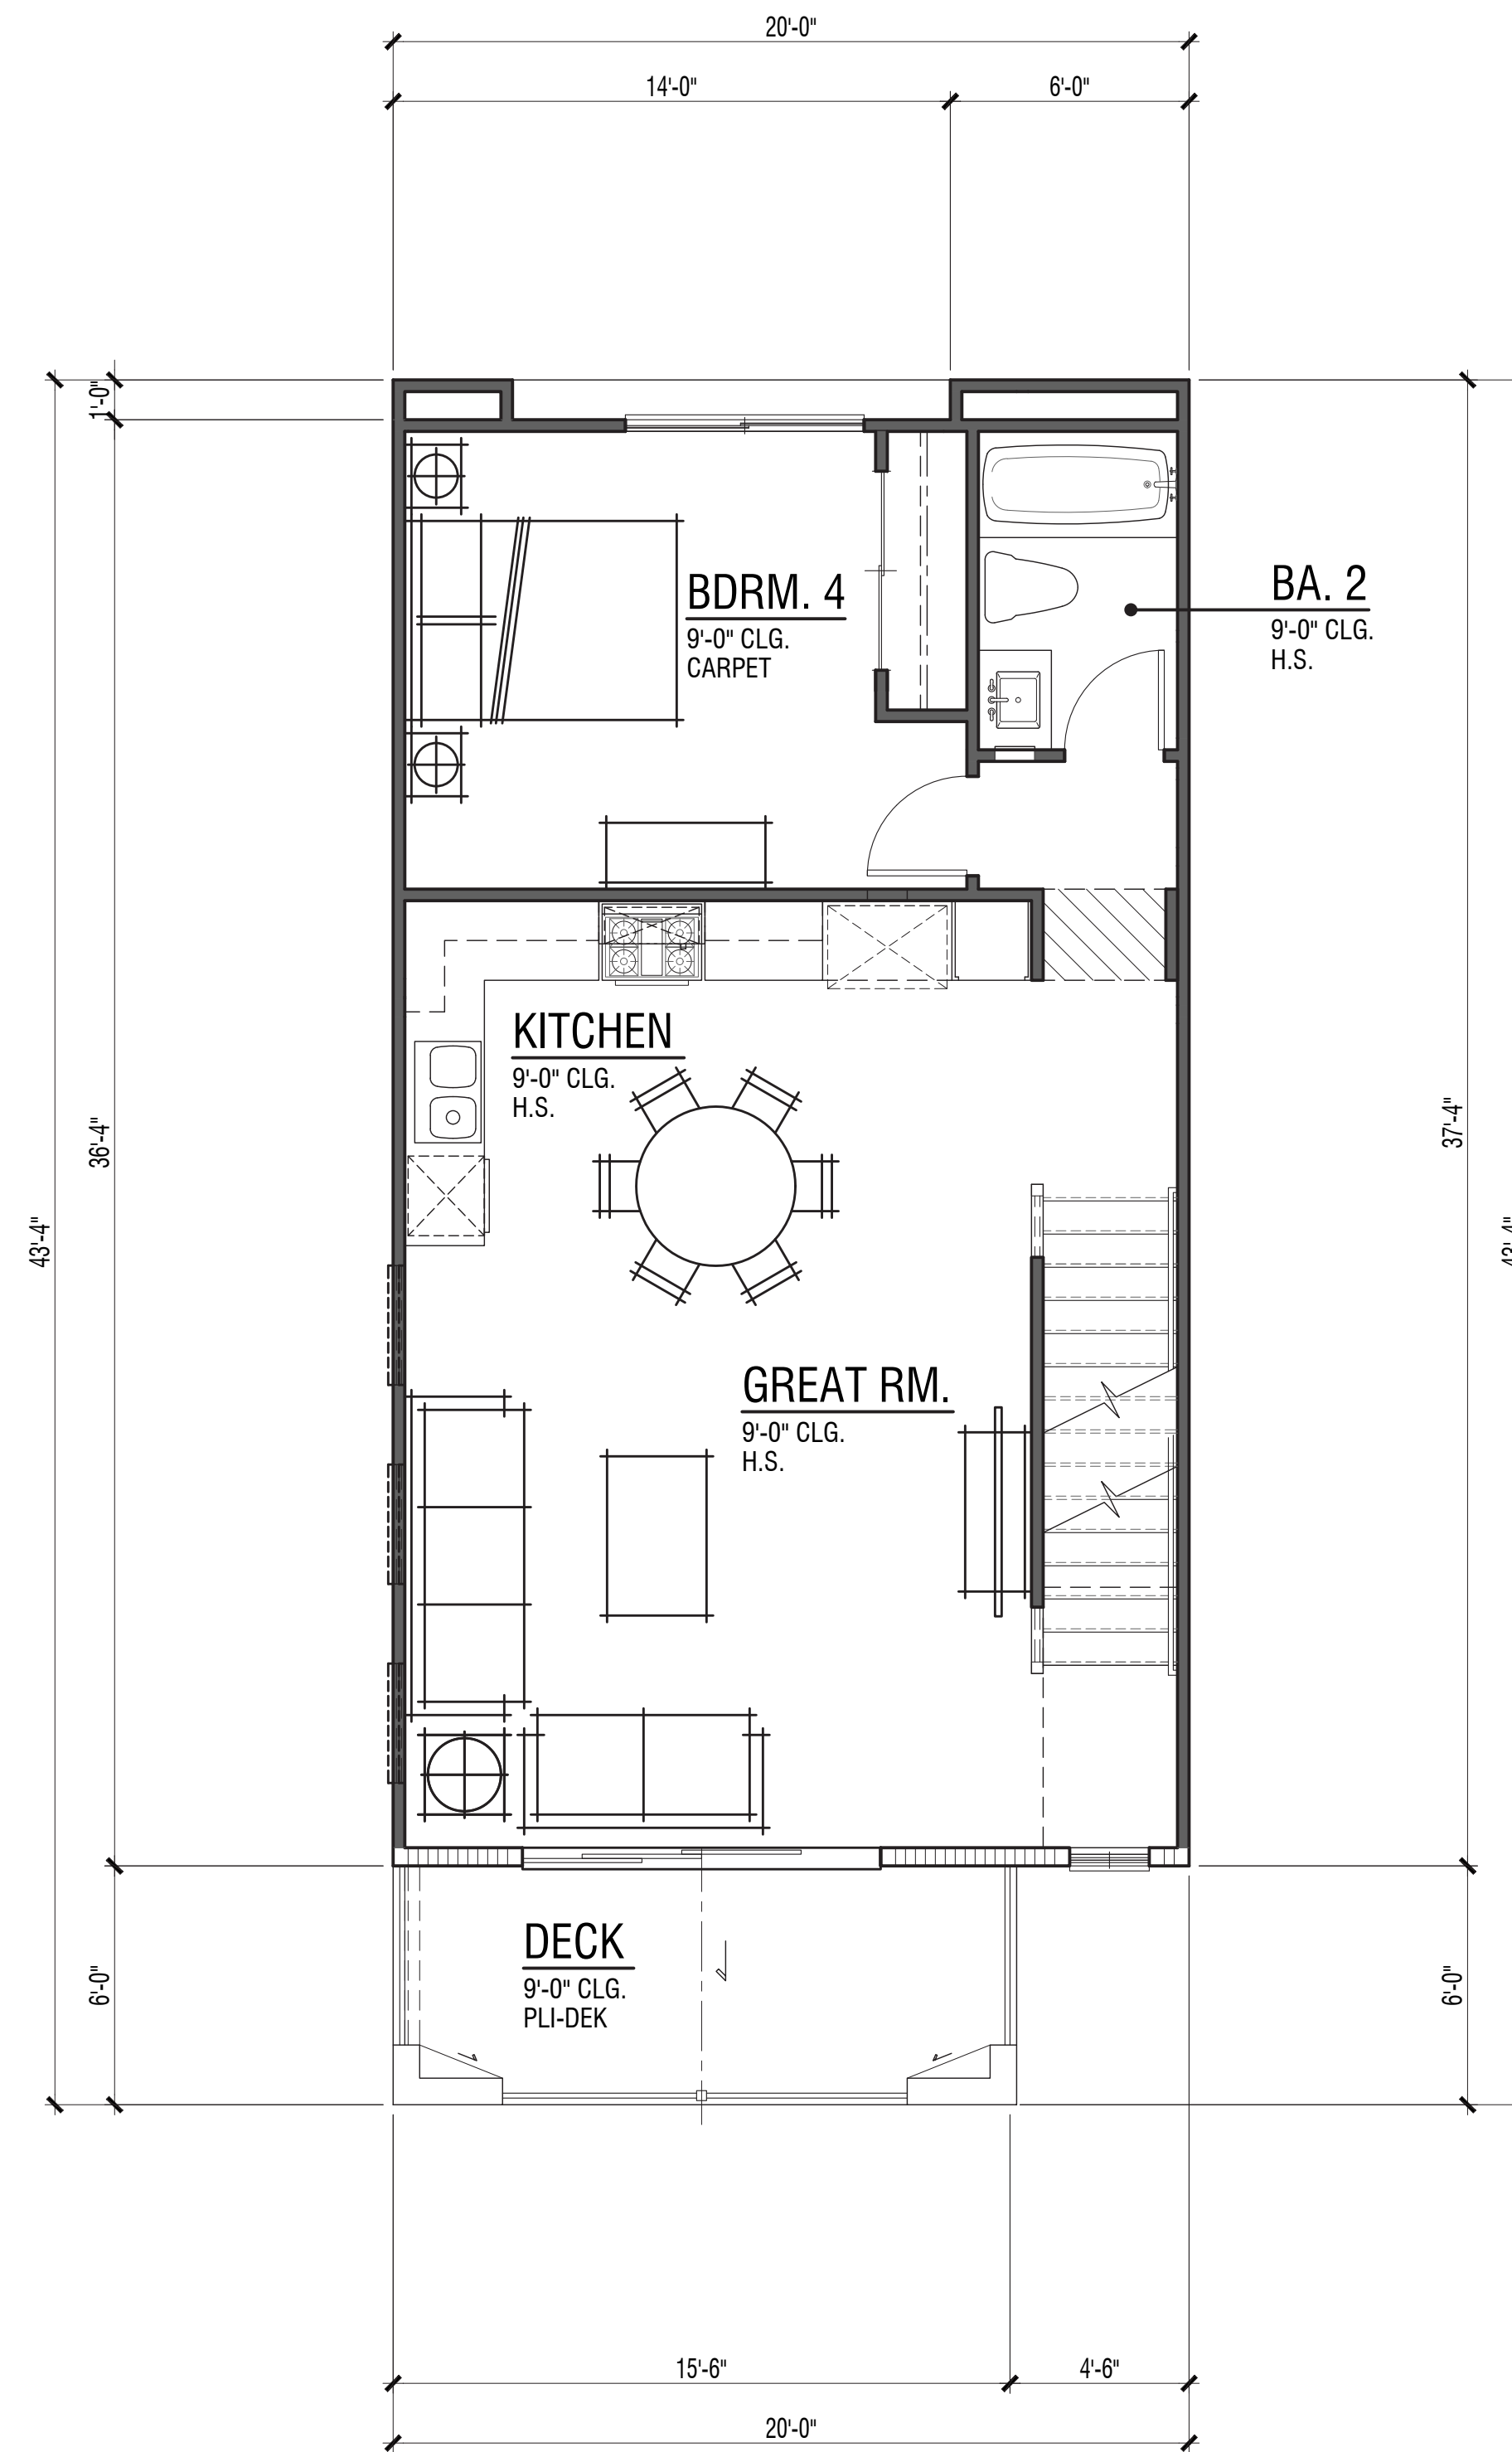 20'-0"
14'-0"
6'-0"
1'-0"
BDRM. 4
9'-0" CLG.
CARPET
BA. 2
9'-0" CLG.
H.S.
KITCHEN
9'-0" CLG.
H.S.
36'-4"
37'-4"
43'-4"
43'-4"
GREAT RM.
9'-0" CLG.
H.S.
DECK
9'-0" CLG.
PLI-DEK
6'-0"
6'-0"
15'-6"
4'-6"
20'-0"